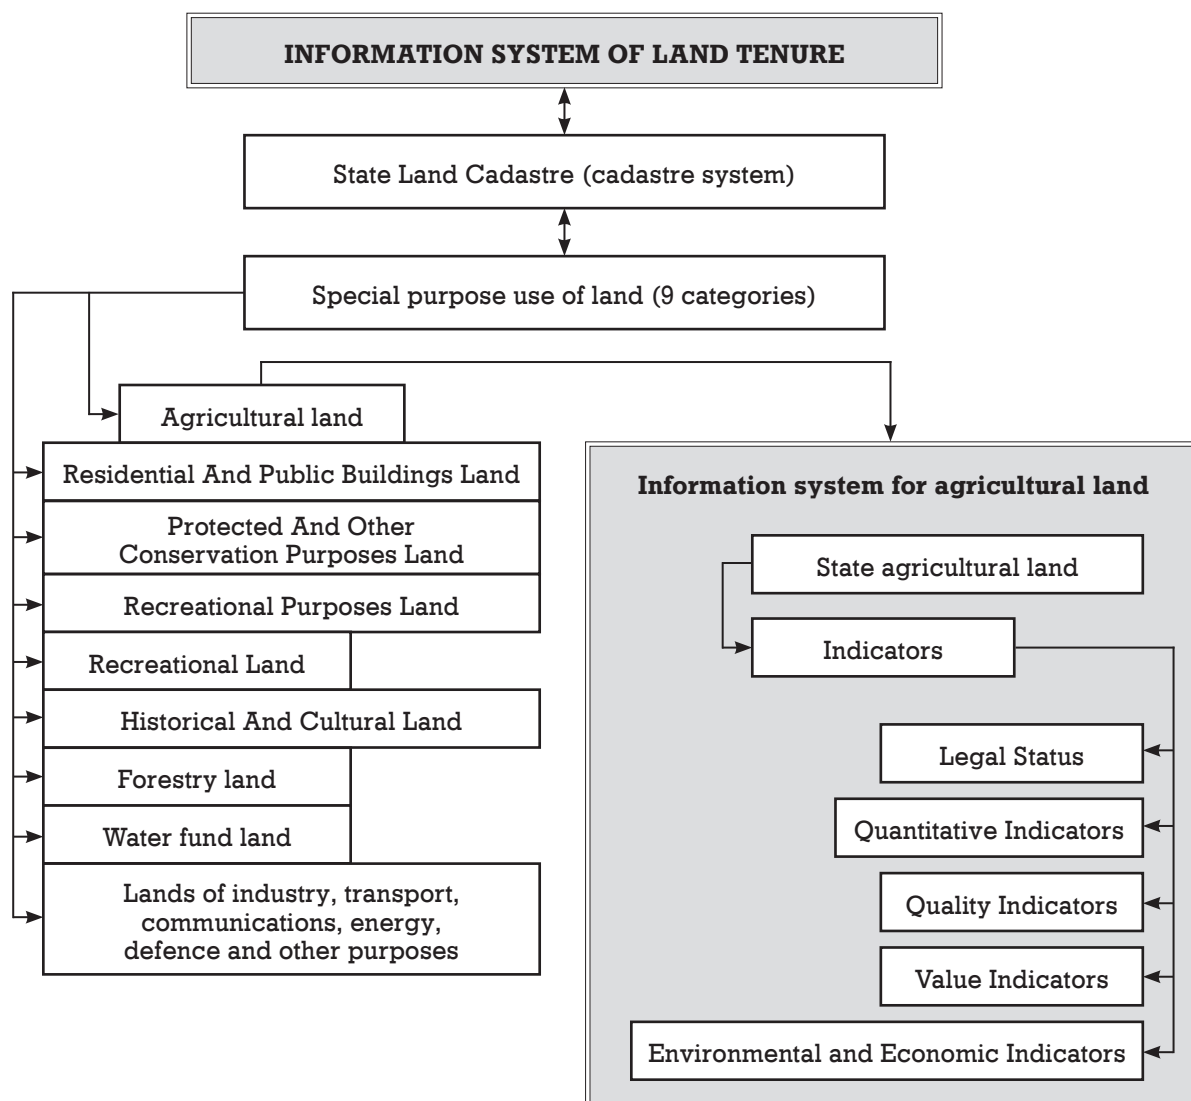 INFORMATION SYSTEM OF LAND TENURE
State Land Cadastre (cadastre system)
Special purpose use of land (9 categories)
Agricultural land
Residential And Public Buildings Land
Protected And Other
Conservation Purposes Land
Recreational Purposes Land
Recreational Land
Historical And Cultural Land
Forestry land
Water fund land
Lands of industry, transport,
communications, energy,
defence and other purposes
Information system for agricultural land
State agricultural land
Indicators
Legal Status
Quantitative Indicators
Quality Indicators
Value Indicators
Environmental and Economic Indicators